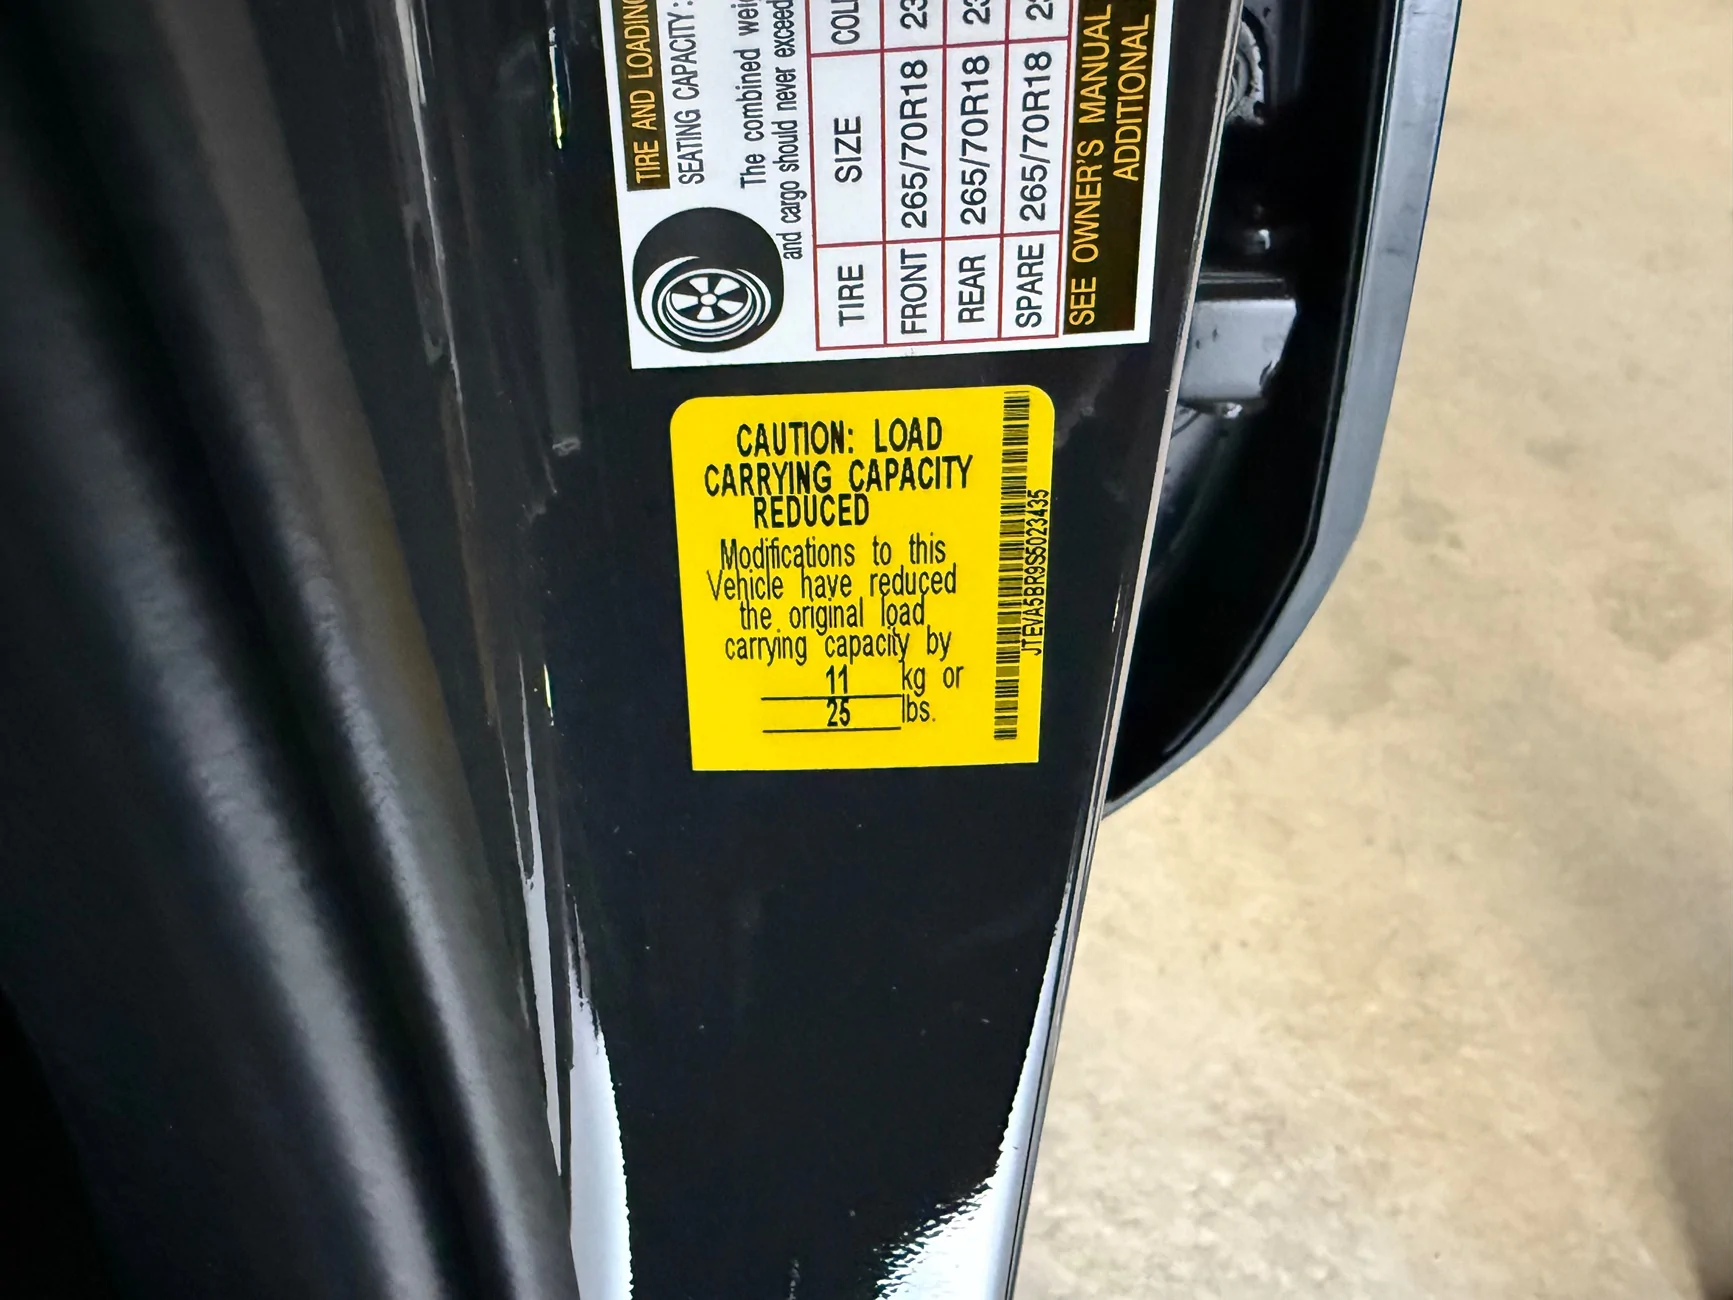 TIRE AND LOADING
SEATING CAPACITY:
The combined
and cargo should never exceed
TIRE SIZE
FRONT 265/70R18
REAR 265/70R18
SPARE 265/70R18
SEE OWNER'S MANUAL
ADDITIONAL
CAUTION: LOAD
CARRYING CAPACITY
REDUCED
Modifications to this
Vehicle have reduced
the original load
carrying capacity by
11 kg or
25 lbs.
JTEVA5BR9S5023435